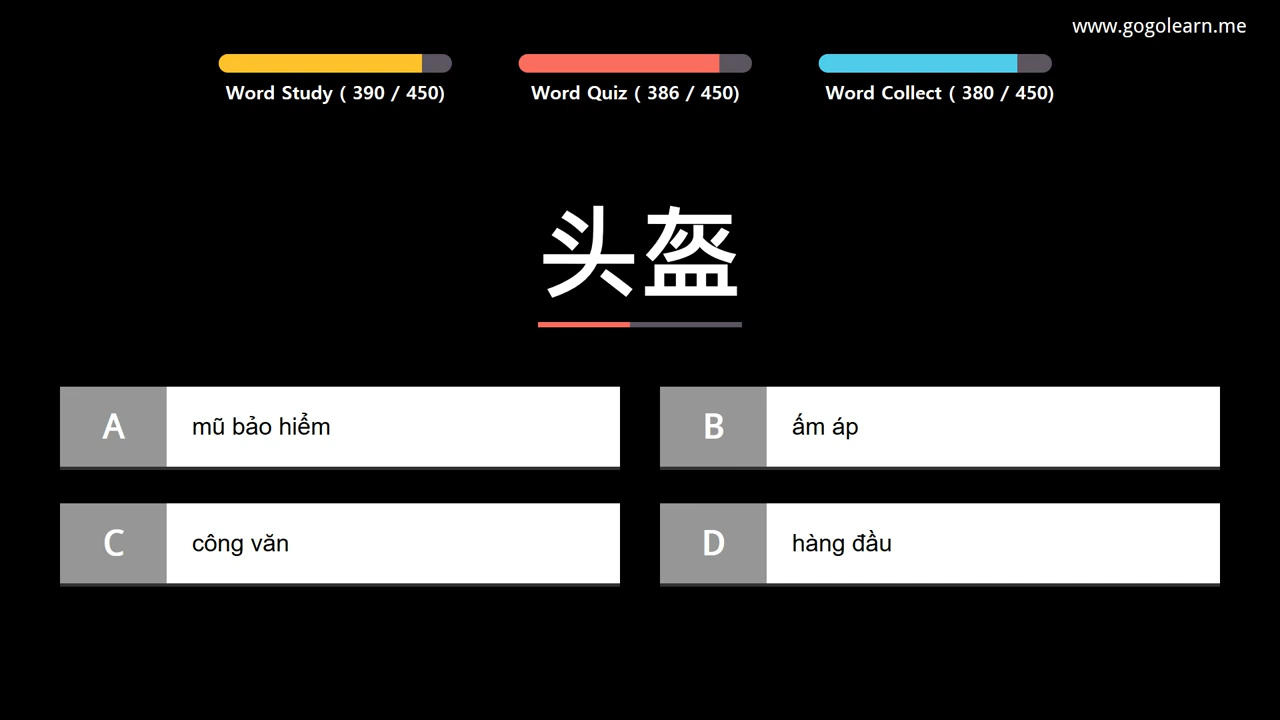 www.gogolearn.me
Word Study ( 390 / 450)
Word Quiz ( 386 / 450)
Word Collect ( 380 / 450)
头盔
A mũ bảo hiểm
B ấm áp
C công văn
D hàng đầu